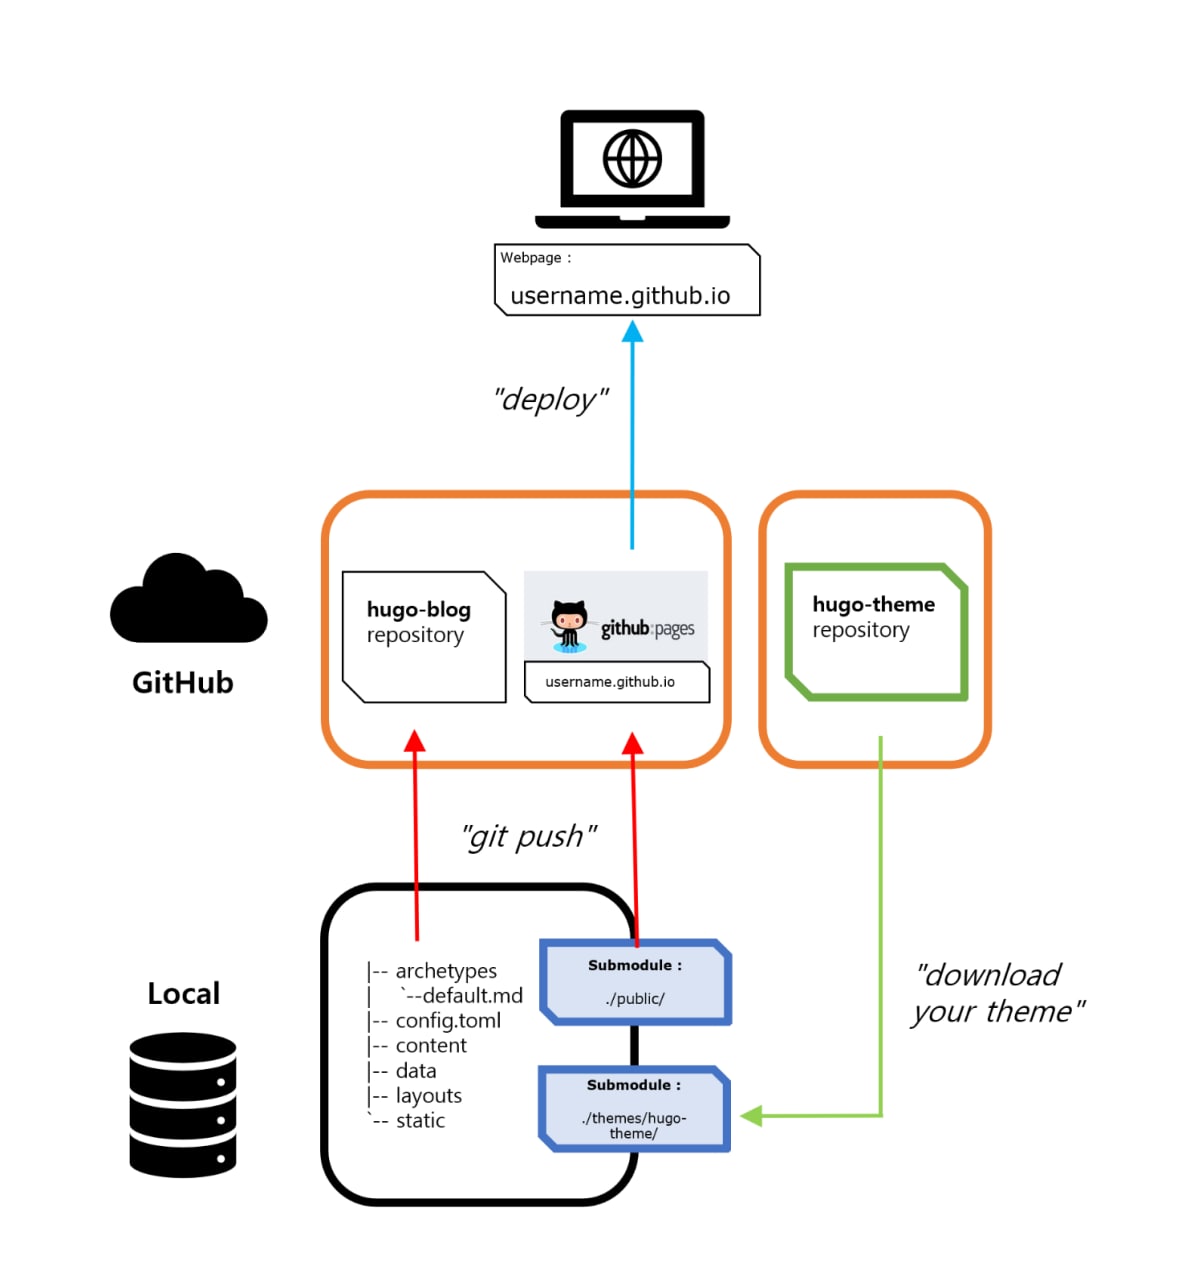 Webpage :
username.github.io
"deploy"
GitHub
hugo-blog
repository
github:pages
username.github.io
hugo-theme
repository
"git push"
Local
|-- archetypes
|    `--default.md
|-- config.toml
|-- content
|-- data
|-- layouts
`-- static
Submodule :
./public/
Submodule :
./themes/hugo-
theme/
"download
your theme"